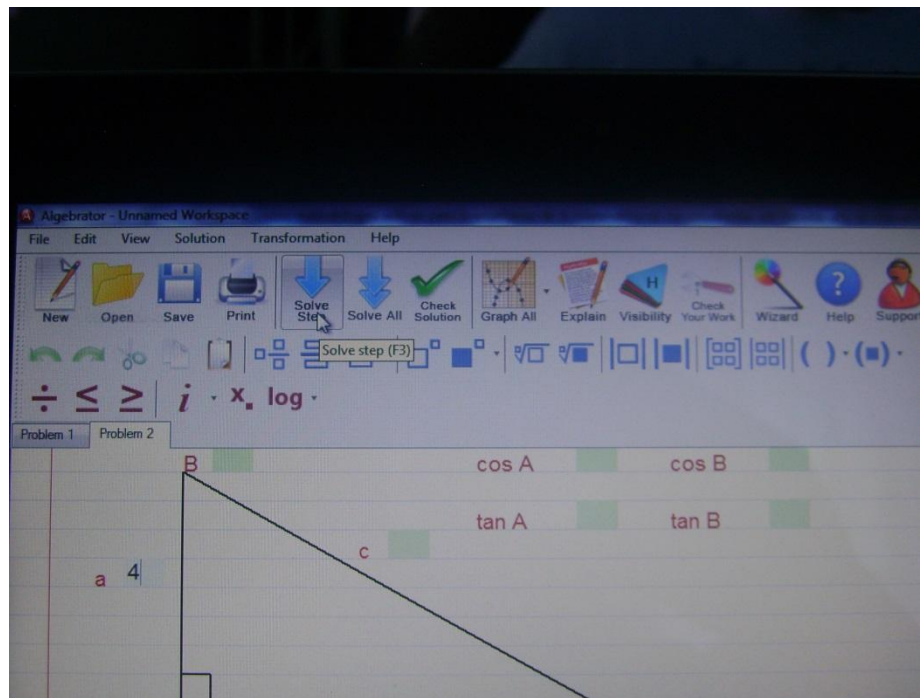 Algebrator - Unnamed Workspace
File Edit View Solution Transformation Help
New Open Save Print Solve Step Solve All Check Solution Graph All Explain Visibility Check Your Work Wizard Help Support
Solve step (F3)
÷ ≤ ≥ i x log
Problem 1 Problem 2
B cos A cos B
tan A tan B
c
a 4